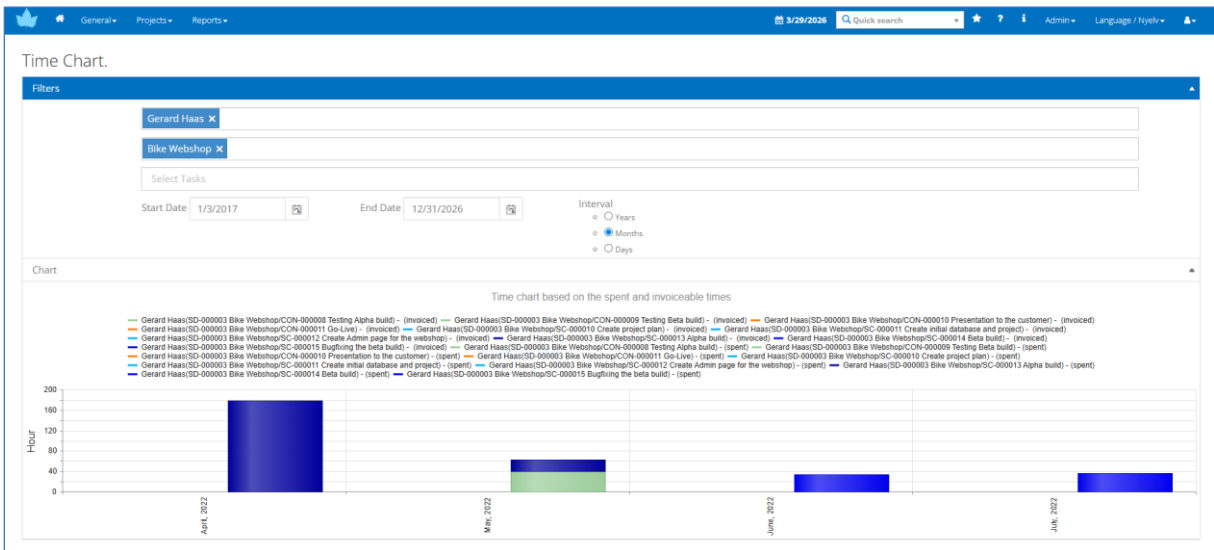 General Projects Reports 3/29/2026 Quick search ? i Admin Language / Nyelv
Time Chart.
Filters
Gerard Haas ×
Bike Webshop ×
Select Tasks
Start Date 1/3/2017 End Date 12/31/2026 Interval
Years
Months
Days
Chart
Time chart based on the spent and invoiceable times
Gerard Haas(SD-000003 Bike Webshop/CON-000008 Testing Alpha build) - (invoiced) Gerard Haas(SD-000003 Bike Webshop/CON-000009 Testing Beta build) - (invoiced) Gerard Haas(SD-000003 Bike Webshop/CON-000010 Presentation to the customer) - (invoiced)
Gerard Haas(SD-000003 Bike Webshop/CON-000011 Go-Live) - (invoiced) Gerard Haas(SD-000003 Bike Webshop/SC-000010 Create project plan) - (invoiced) Gerard Haas(SD-000003 Bike Webshop/SC-000011 Create initial database and project) - (invoiced)
Gerard Haas(SD-000003 Bike Webshop/SC-000012 Create Admin page for the webshop) - (invoiced) Gerard Haas(SD-000003 Bike Webshop/SC-000013 Alpha build) - (invoiced) Gerard Haas(SD-000003 Bike Webshop/SC-000014 Beta build) - (invoiced)
Gerard Haas(SD-000003 Bike Webshop/SC-000015 Bugfixing the beta build) - (invoiced) Gerard Haas(SD-000003 Bike Webshop/CON-000008 Testing Alpha build) - (spent) Gerard Haas(SD-000003 Bike Webshop/CON-000009 Testing Beta build) - (spent)
Gerard Haas(SD-000003 Bike Webshop/CON-000010 Presentation to the customer) - (spent) Gerard Haas(SD-000003 Bike Webshop/CON-000011 Go-Live) - (spent) Gerard Haas(SD-000003 Bike Webshop/SC-000010 Create project plan) - (spent)
Gerard Haas(SD-000003 Bike Webshop/SC-000011 Create initial database and project) - (spent) Gerard Haas(SD-000003 Bike Webshop/SC-000012 Create Admin page for the webshop) - (spent) Gerard Haas(SD-000003 Bike Webshop/SC-000013 Alpha build) - (spent)
Gerard Haas(SD-000003 Bike Webshop/SC-000014 Beta build) - (spent) Gerard Haas(SD-000003 Bike Webshop/SC-000015 Bugfixing the beta build) - (spent)
200
160
120
80
40
0
Hour
April, 2022
May, 2022
June, 2022
July, 2022